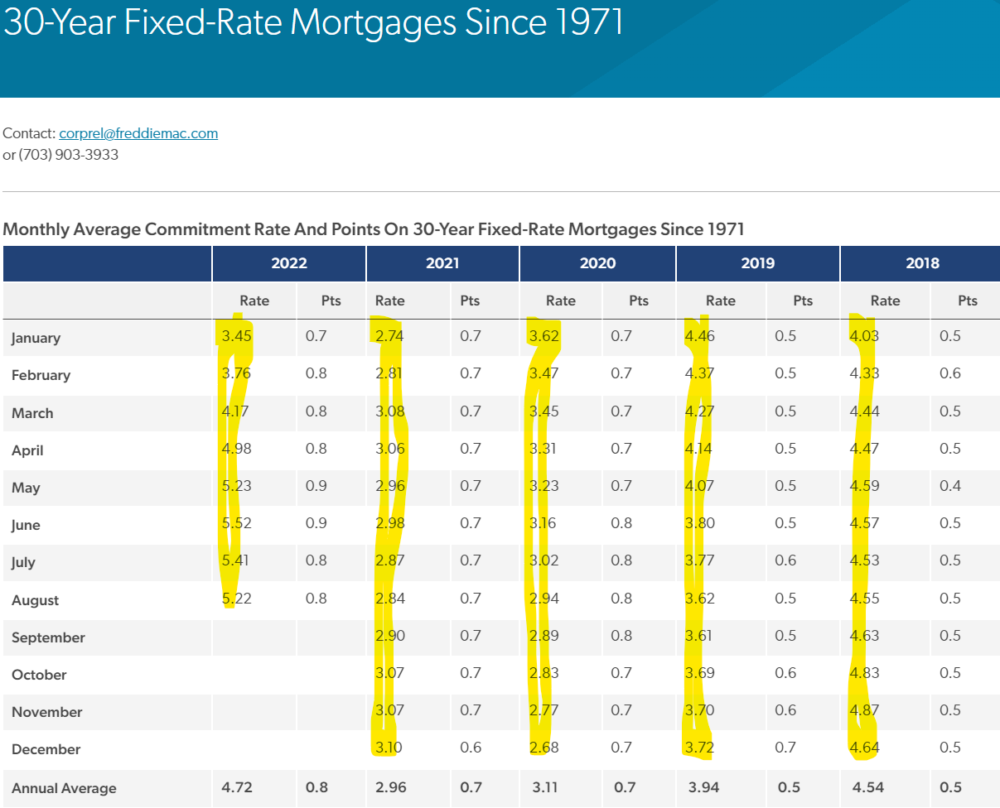 30-Year Fixed-Rate Mortgages Since 1971
Contact: corprel@freddiemac.com
or (703) 903-3933
Monthly Average Commitment Rate And Points On 30-Year Fixed-Rate Mortgages Since 1971
2022 2021 2020 2019 2018
Rate Pts Rate Pts Rate Pts Rate Pts Rate Pts
January 3.45 0.7 2.74 0.7 3.62 0.7 4.46 0.5 4.03 0.5
February 3.76 0.8 2.81 0.7 3.47 0.7 4.37 0.5 4.33 0.6
March 4.17 0.8 3.08 0.7 3.45 0.7 4.27 0.5 4.44 0.5
April 4.98 0.8 3.06 0.7 3.31 0.7 4.14 0.5 4.47 0.5
May 5.23 0.9 2.96 0.7 3.23 0.7 4.07 0.5 4.59 0.4
June 5.52 0.9 2.98 0.7 3.16 0.8 3.80 0.5 4.57 0.5
July 5.41 0.8 2.87 0.7 3.02 0.8 3.77 0.6 4.53 0.5
August 5.22 0.8 2.84 0.7 2.94 0.8 3.62 0.5 4.55 0.5
September 2.90 0.7 2.89 0.8 3.61 0.5 4.63 0.5
October 3.07 0.7 2.83 0.7 3.69 0.6 4.83 0.5
November 3.07 0.7 2.77 0.7 3.70 0.6 4.87 0.5
December 3.10 0.6 2.68 0.7 3.72 0.7 4.64 0.5
Annual Average 4.72 0.8 2.96 0.7 3.11 0.7 3.94 0.5 4.54 0.5